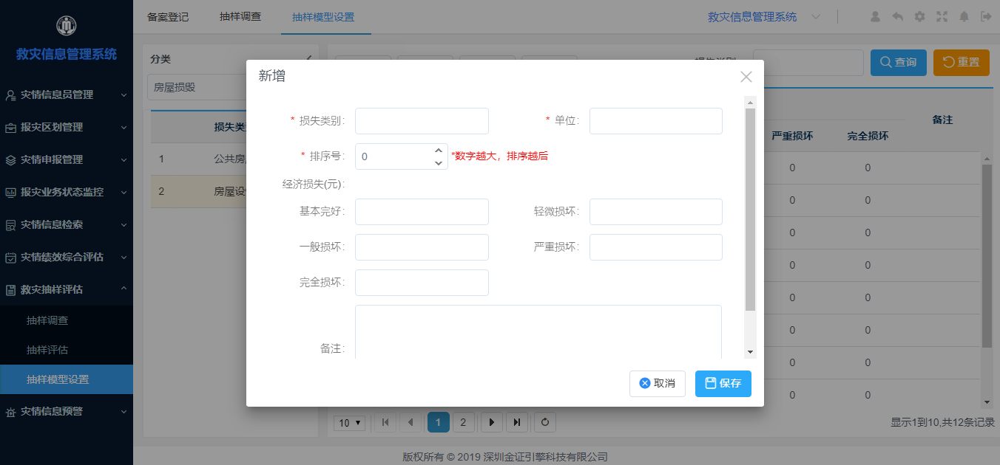 救灾信息管理系统
灾情信息员管理
报灾区划管理
灾情申报管理
报灾业务状态监控
灾情信息检索
灾情绩效综合评估
救灾抽样评估
抽样调查
抽样评估
抽样模型设置
灾情信息预警
备案登记 抽样调查 抽样模型设置
救灾信息管理系统
分类
房屋损毁
损失类
1 公共房
2 房屋设
查询 重置
备注
严重损坏 完全损坏
0 0
0 0
0 0
0 0
0 0
0 0
0 0
0 0
新增
* 损失类别:
* 单位:
* 排序号: 0 *数字越大，排序越后
经济损失(元):
基本完好:
轻微损坏:
一般损坏:
严重损坏:
完全损坏:
备注:
取消 保存
10 1 2
显示1到10,共12条记录
版权所有 © 2019 深圳金证引擎科技有限公司